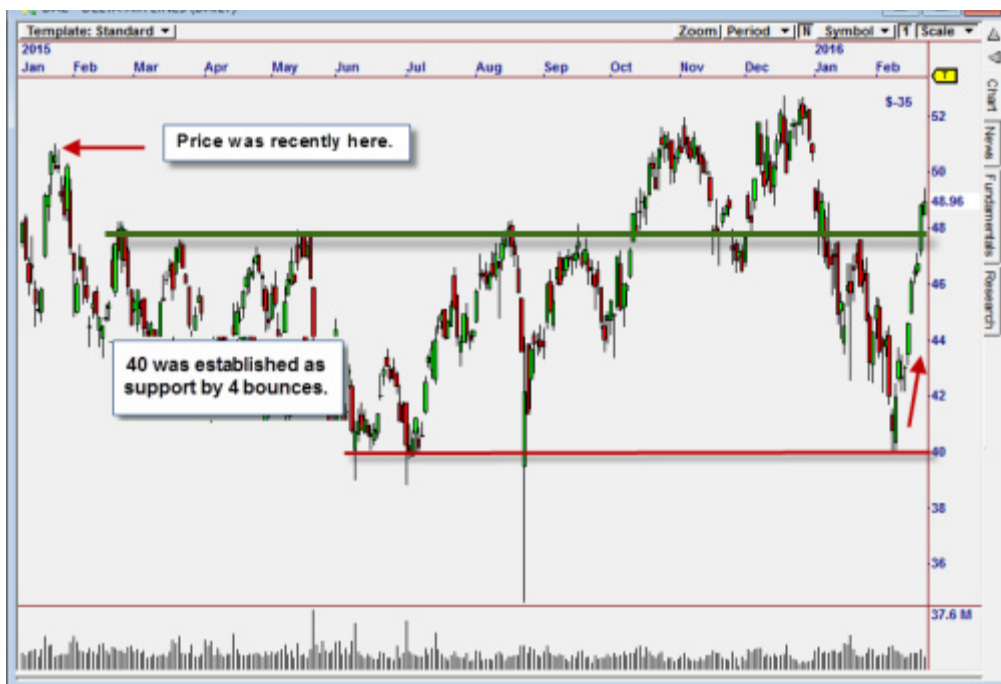 Template: Standard
Zoom Period N Symbol 1 Scale
2015 2016
Jan Feb Mar Apr May Jun Jul Aug Sep Oct Nov Dec Jan Feb
T
$-35
Price was recently here.
52
50
48.96
48
46
44
40 was established as
support by 4 bounces.
42
40
38
36
37.6 M
Chart
News
Fundamentals
Research